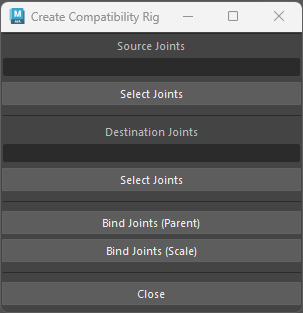 Create Compatibility Rig
Source Joints
Select Joints
Destination Joints
Select Joints
Bind Joints (Parent)
Bind Joints (Scale)
Close